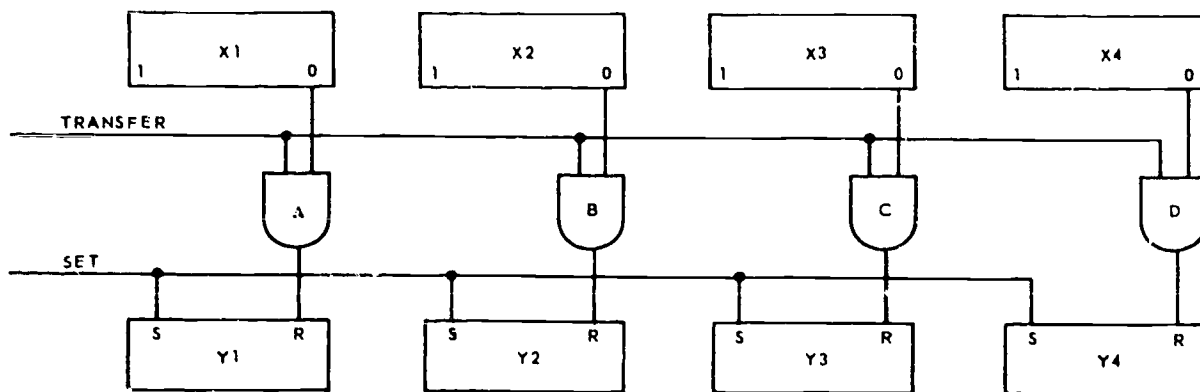 X1 X2 X3 X4
1 0 1 0 1 0 1 0
TRANSFER
A B C D
SET
S R S R S R S R
Y1 Y2 Y3 Y4